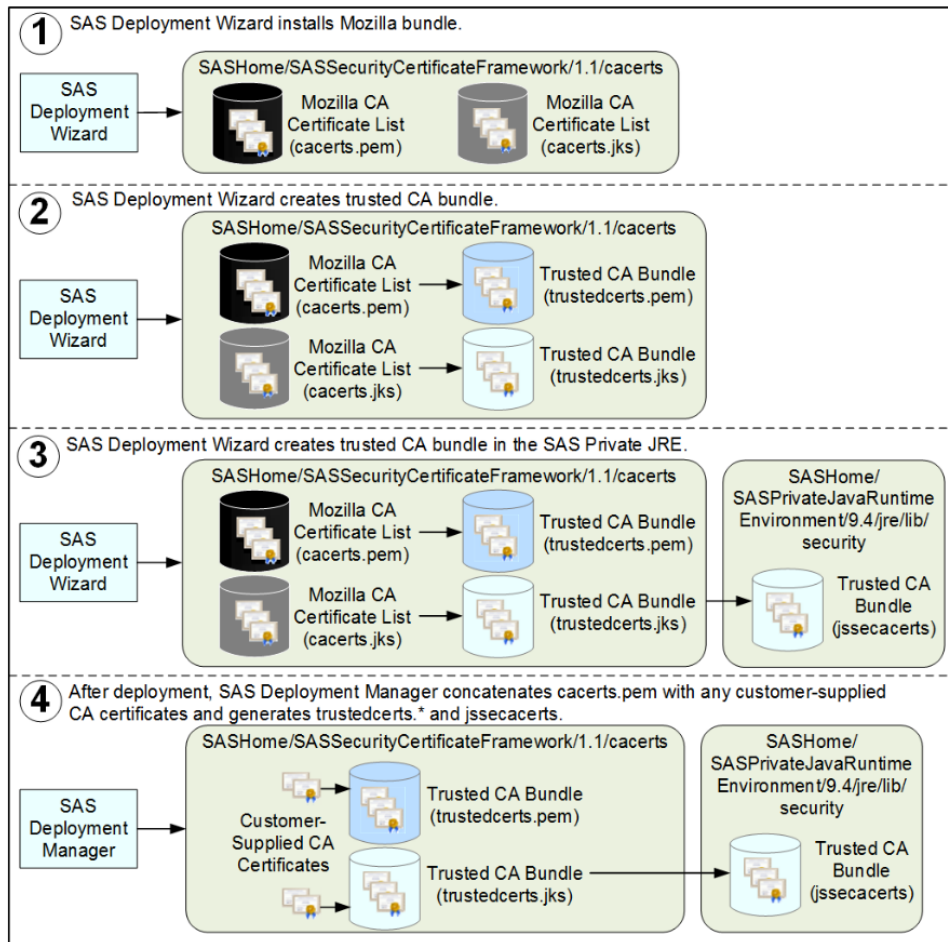 1
SAS Deployment Wizard installs Mozilla bundle.
SAS
Deployment
Wizard
SASHome/SASSecurityCertificateFramework/1.1/cacerts
Mozilla CA
Certificate List
(cacerts.pem)
Mozilla CA
Certificate List
(cacerts.jks)
2
SAS Deployment Wizard creates trusted CA bundle.
SAS
Deployment
Wizard
SASHome/SASSecurityCertificateFramework/1.1/cacerts
Mozilla CA
Certificate List
(cacerts.pem)
Trusted CA Bundle
(trustedcerts.pem)
Mozilla CA
Certificate List
(cacerts.jks)
Trusted CA Bundle
(trustedcerts.jks)
3
SAS Deployment Wizard creates trusted CA bundle in the SAS Private JRE.
SAS
Deployment
Wizard
SASHome/SASSecurityCertificateFramework/1.1/cacerts
Mozilla CA
Certificate List
(cacerts.pem)
Trusted CA Bundle
(trustedcerts.pem)
Mozilla CA
Certificate List
(cacerts.jks)
Trusted CA Bundle
(trustedcerts.jks)
SASHome/
SASPrivateJavaRuntime
Environment/9.4/jre/lib/
security
Trusted CA
Bundle
(jssecacerts)
4
After deployment, SAS Deployment Manager concatenates cacerts.pem with any customer-supplied
CA certificates and generates trustedcerts.* and jssecacerts.
SAS
Deployment
Manager
SASHome/SASSecurityCertificateFramework/1.1/cacerts
Customer-
Supplied CA
Certificates
Trusted CA Bundle
(trustedcerts.pem)
Trusted CA Bundle
(trustedcerts.jks)
SASHome/
SASPrivateJavaRuntime
Environment/9.4/jre/lib/
security
Trusted CA
Bundle
(jssecacerts)